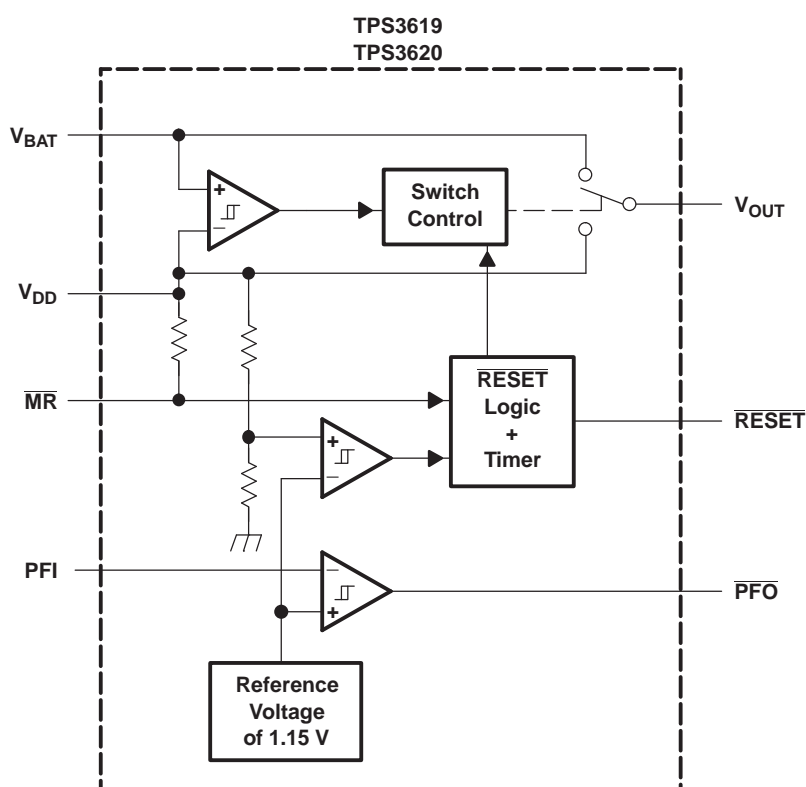 TPS3619
TPS3620
VBAT
+
–
Switch
Control
VOUT
VDD
MR
RESET
Logic
+
Timer
RESET
+
–
PFI
–
+
PFO
Reference
Voltage
of 1.15 V